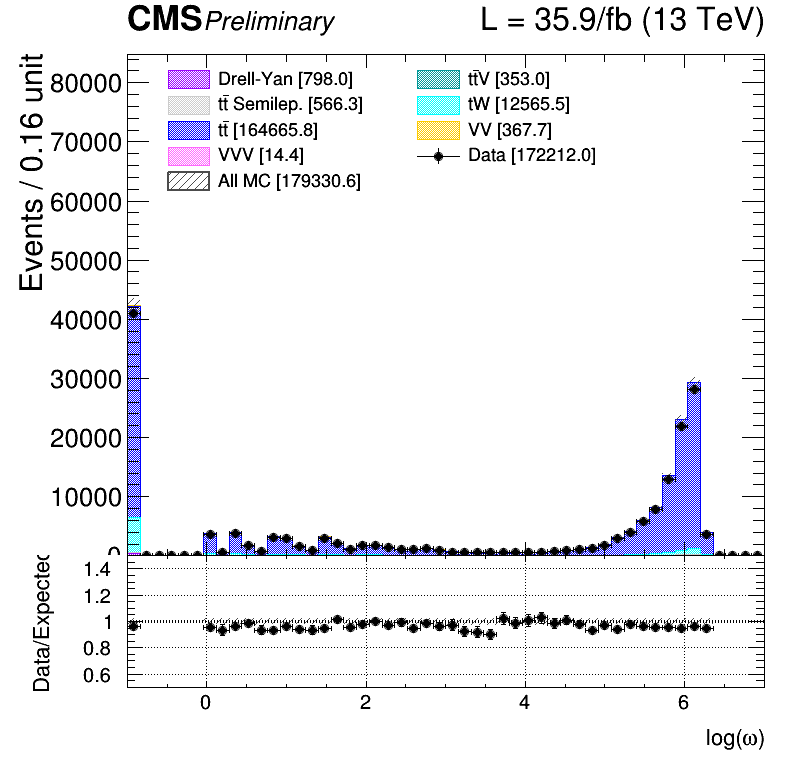 CMS Preliminary L = 35.9/fb (13 TeV)
Events / 0.16 unit
80000
70000
60000
50000
40000
30000
20000
10000
0
Drell-Yan [798.0]
tt̄ Semilep. [566.3]
tt̄ [164665.8]
VVV [14.4]
All MC [179330.6]
tt̄V [353.0]
tW [12565.5]
VV [367.7]
Data [172212.0]
Data/Expected
1.4
1.2
1
0.8
0.6
0 2 4 6
log(ω)